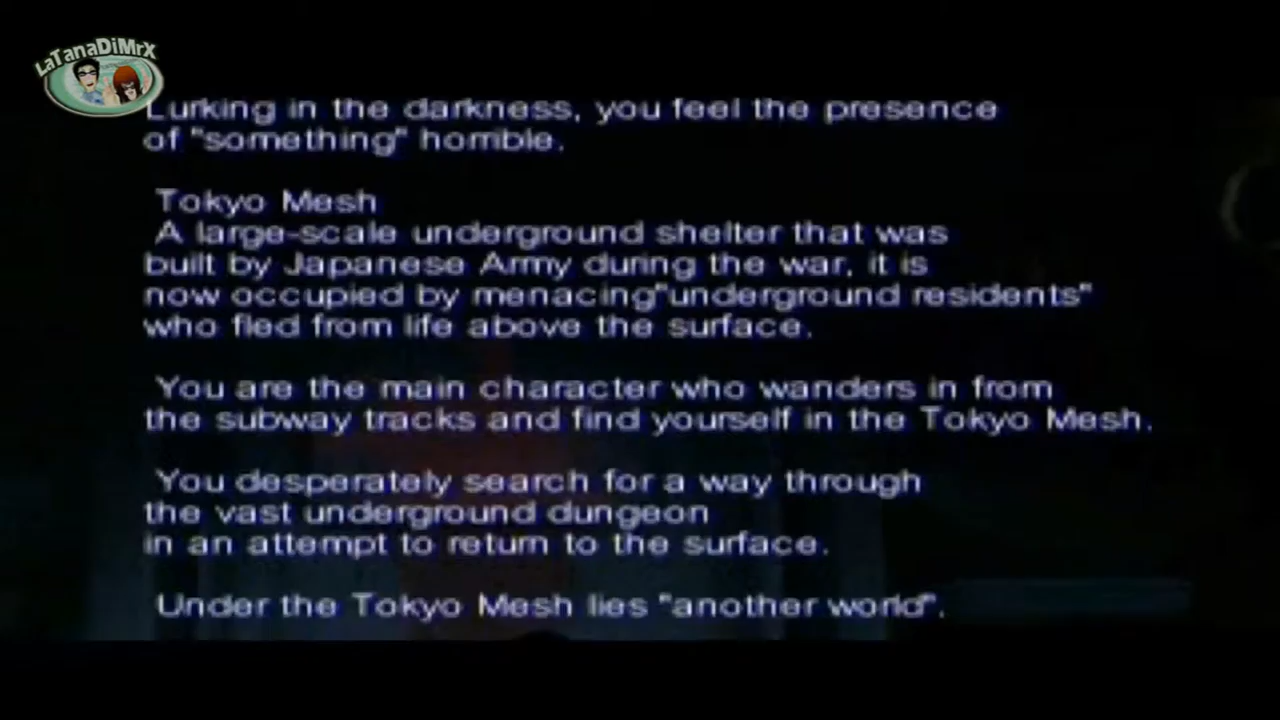 LaTanaDiMrX
Lurking in the darkness, you feel the presence
of "something" horrible.
Tokyo Mesh
A large-scale underground shelter that was
built by Japanese Army during the war, it is
now occupied by menacing"underground residents"
who fled from life above the surface.
You are the main character who wanders in from
the subway tracks and find yourself in the Tokyo Mesh.
You desperately search for a way through
the vast underground dungeon
in an attempt to return to the surface.
Under the Tokyo Mesh lies "another world".